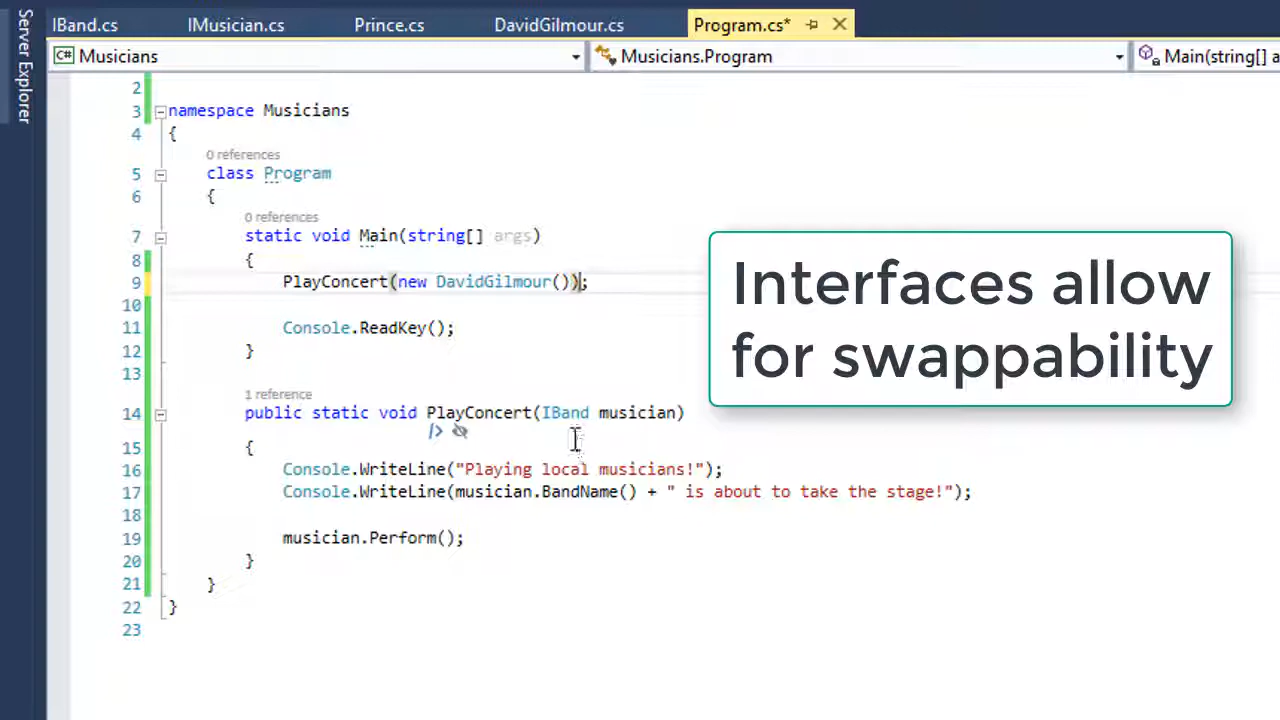 Server Explorer
IBand.cs IMusician.cs Prince.cs DavidGilmour.cs Program.cs*
C# Musicians Musicians.Program Main(string[] a
2
3 namespace Musicians
4 {
0 references
5 class Program
6 {
0 references
7 static void Main(string[] args)
8 {
9 PlayConcert(new DavidGilmour());
10
11 Console.ReadKey();
12 }
13
1 reference
14 public static void PlayConcert(IBand musician)
15 {
16 Console.WriteLine("Playing local musicians!");
17 Console.WriteLine(musician.BandName() + " is about to take the stage!");
18
19 musician.Perform();
20 }
21 }
22 }
23
Interfaces allow
for swappability